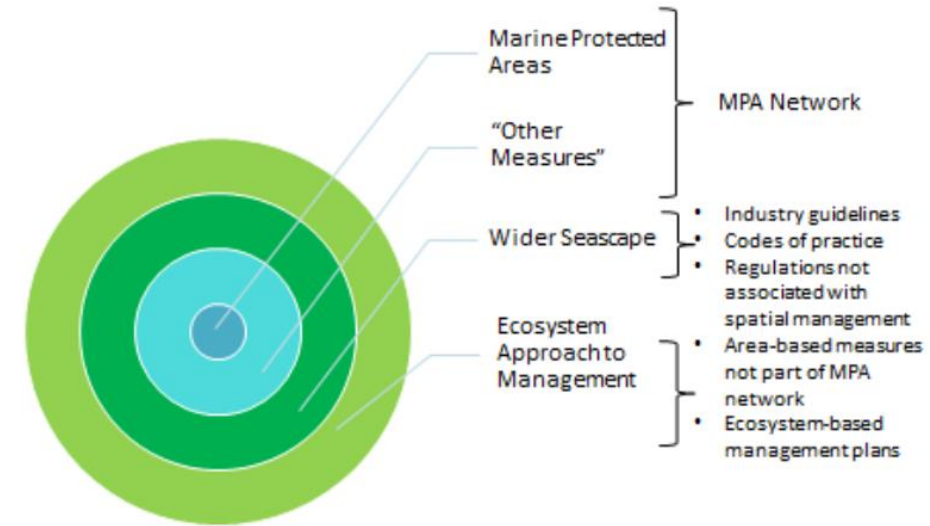 Marine Protected
Areas
MPA Network
“Other
Measures”
Wider Seascape
• Industry guidelines
• Codes of practice
• Regulations not
associated with
spatial management
Ecosystem
Approach to
Management
• Area-based measures
not part of MPA
network
• Ecosystem-based
management plans